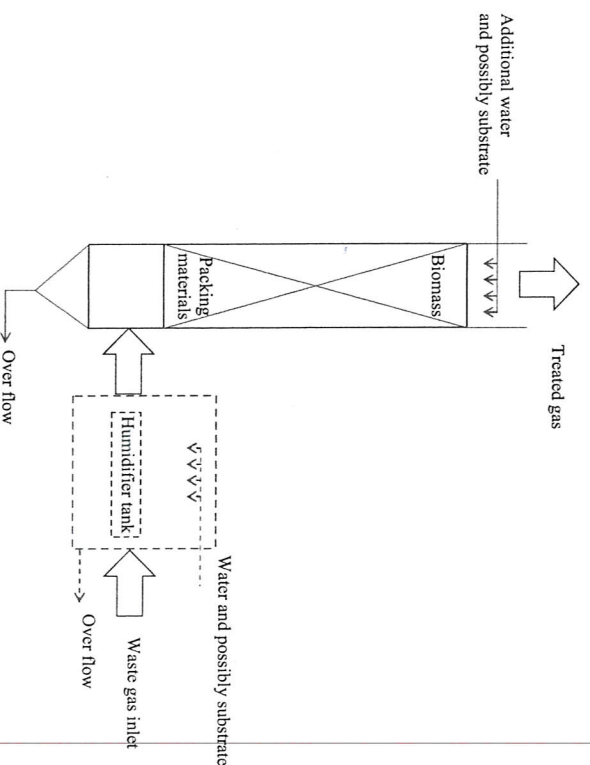 Additional water
and possibly substrate
Treated gas
Biomass
Packing
materials
Water and possibly substrate
Humidifier tank
Waste gas inlet
Over flow
Over flow